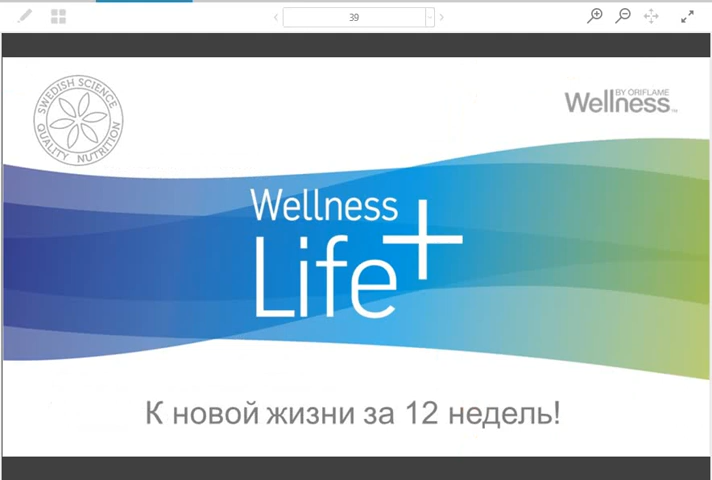 39
SWEDISH SCIENCE
QUALITY NUTRITION
BY ORIFLAME
Wellness
Wellness
Life+
К новой жизни за 12 недель!